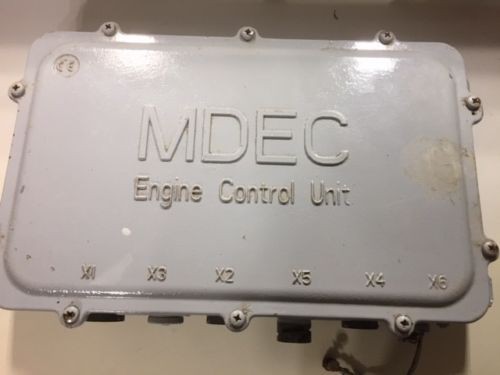 CE
MDEC
Engine Control Unit
X1 X3 X2 X5 X4 X6